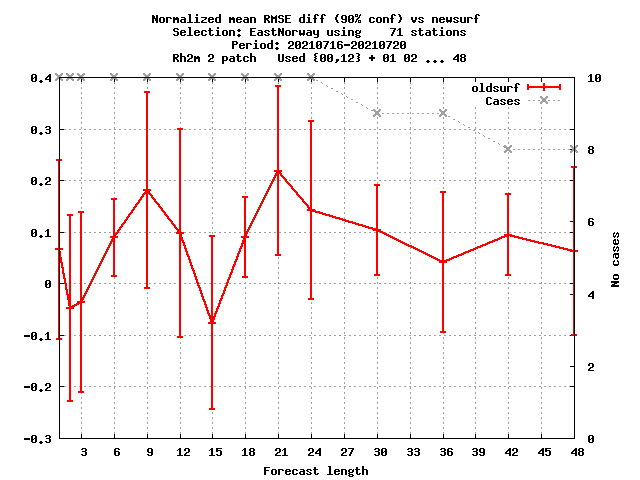 Normalized mean RMSE diff (90% conf) vs newsurf
Selection: EastNorway using    71 stations
Period: 20210716-20210720
Rh2m 2 patch   Used {00,12} + 01 02 ... 48
oldsurf
Cases
0.4
0.3
0.2
0.1
0
-0.1
-0.2
-0.3
10
8
6
4
2
0
No cases
3 6 9 12 15 18 21 24 27 30 33 36 39 42 45 48
Forecast length